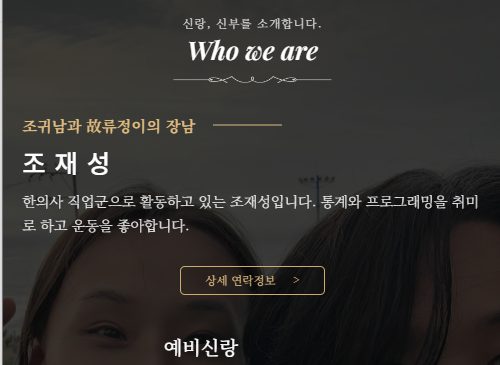 신랑, 신부를 소개합니다.
Who we are
조귀남과 故류정이의 장남
조 재 성
한의사 직업군으로 활동하고 있는 조재성입니다. 통계와 프로그래밍을 취미
로 하고 운동을 좋아합니다.
상세 연락정보 >
예비신랑